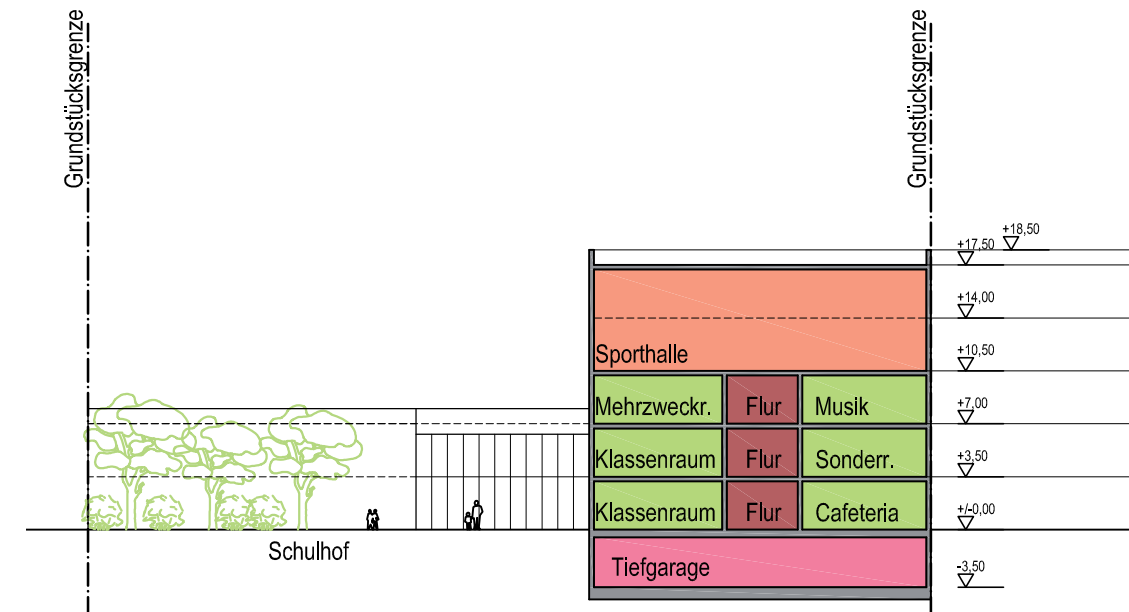 Grundstücksgrenze
Grundstücksgrenze
+18,50
+17,50
+14,00
Sporthalle
+10,50
Mehrzweckr. Flur Musik
+7,00
Klassenraum Flur Sonderr.
+3,50
Klassenraum Flur Cafeteria
+/-0,00
Schulhof
Tiefgarage
-3,50